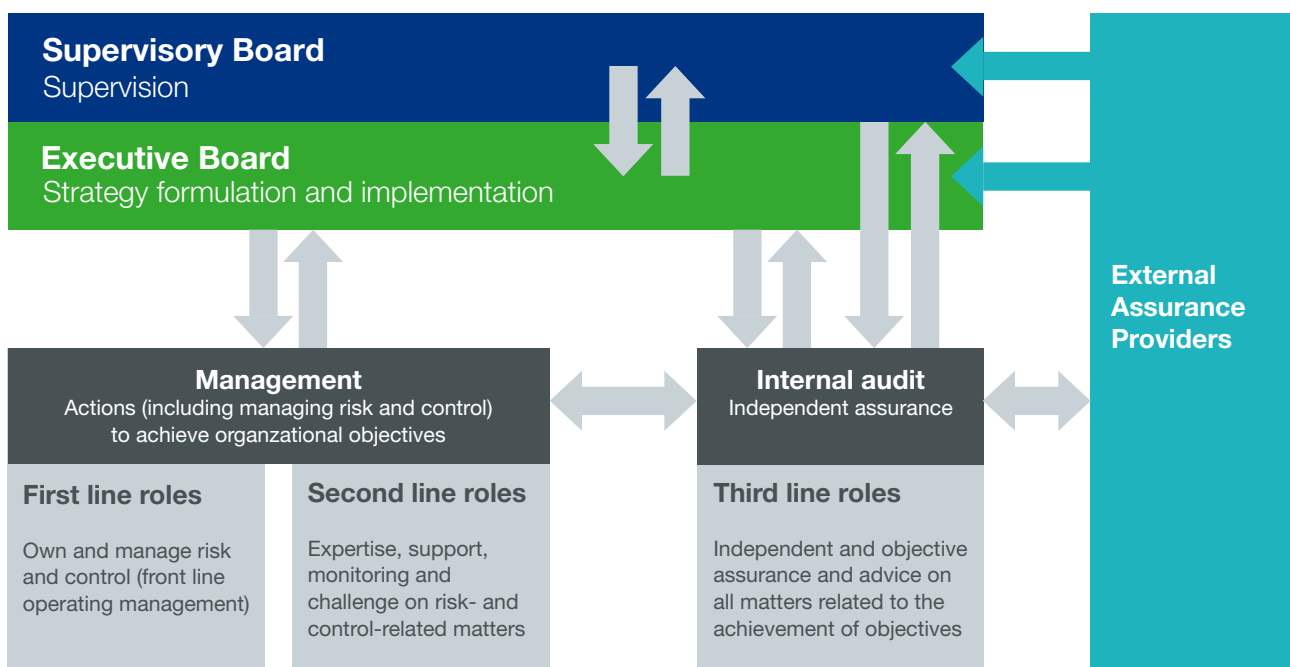 Supervisory Board
Supervision
Executive Board
Strategy formulation and implementation
External
Assurance
Providers
Management
Actions (including managing risk and control)
to achieve organzational objectives
Internal audit
Independent assurance
First line roles
Own and manage risk
and control (front line
operating management)
Second line roles
Expertise, support,
monitoring and
challenge on risk- and
control-related matters
Third line roles
Independent and objective
assurance and advice on
all matters related to the
achievement of objectives